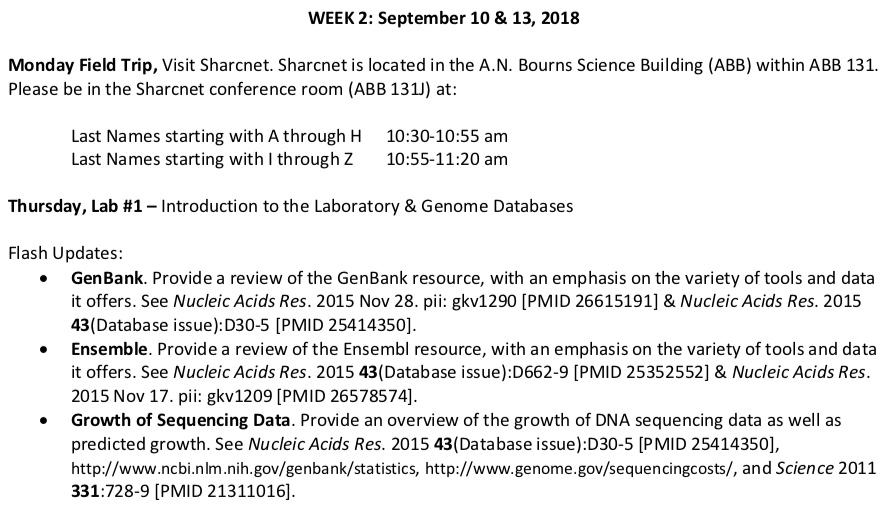 WEEK 2: September 10 & 13, 2018
Monday Field Trip, Visit Sharcnet. Sharcnet is located in the A.N. Bourns Science Building (ABB) within ABB 131.
Please be in the Sharcnet conference room (ABB 131J) at:
Last Names starting with A through H 10:30-10:55 am
Last Names starting with I through Z 10:55-11:20 am
Thursday, Lab #1 – Introduction to the Laboratory & Genome Databases
Flash Updates:
• GenBank. Provide a review of the GenBank resource, with an emphasis on the variety of tools and data
it offers. See Nucleic Acids Res. 2015 Nov 28. pii: gkv1290 [PMID 26615191] & Nucleic Acids Res. 2015
43(Database issue):D30-5 [PMID 25414350].
• Ensemble. Provide a review of the Ensembl resource, with an emphasis on the variety of tools and data
it offers. See Nucleic Acids Res. 2015 43(Database issue):D662-9 [PMID 25352552] & Nucleic Acids Res.
2015 Nov 17. pii: gkv1209 [PMID 26578574].
• Growth of Sequencing Data. Provide an overview of the growth of DNA sequencing data as well as
predicted growth. See Nucleic Acids Res. 2015 43(Database issue):D30-5 [PMID 25414350],
http://www.ncbi.nlm.nih.gov/genbank/statistics, http://www.genome.gov/sequencingcosts/, and Science 2011
331:728-9 [PMID 21311016].